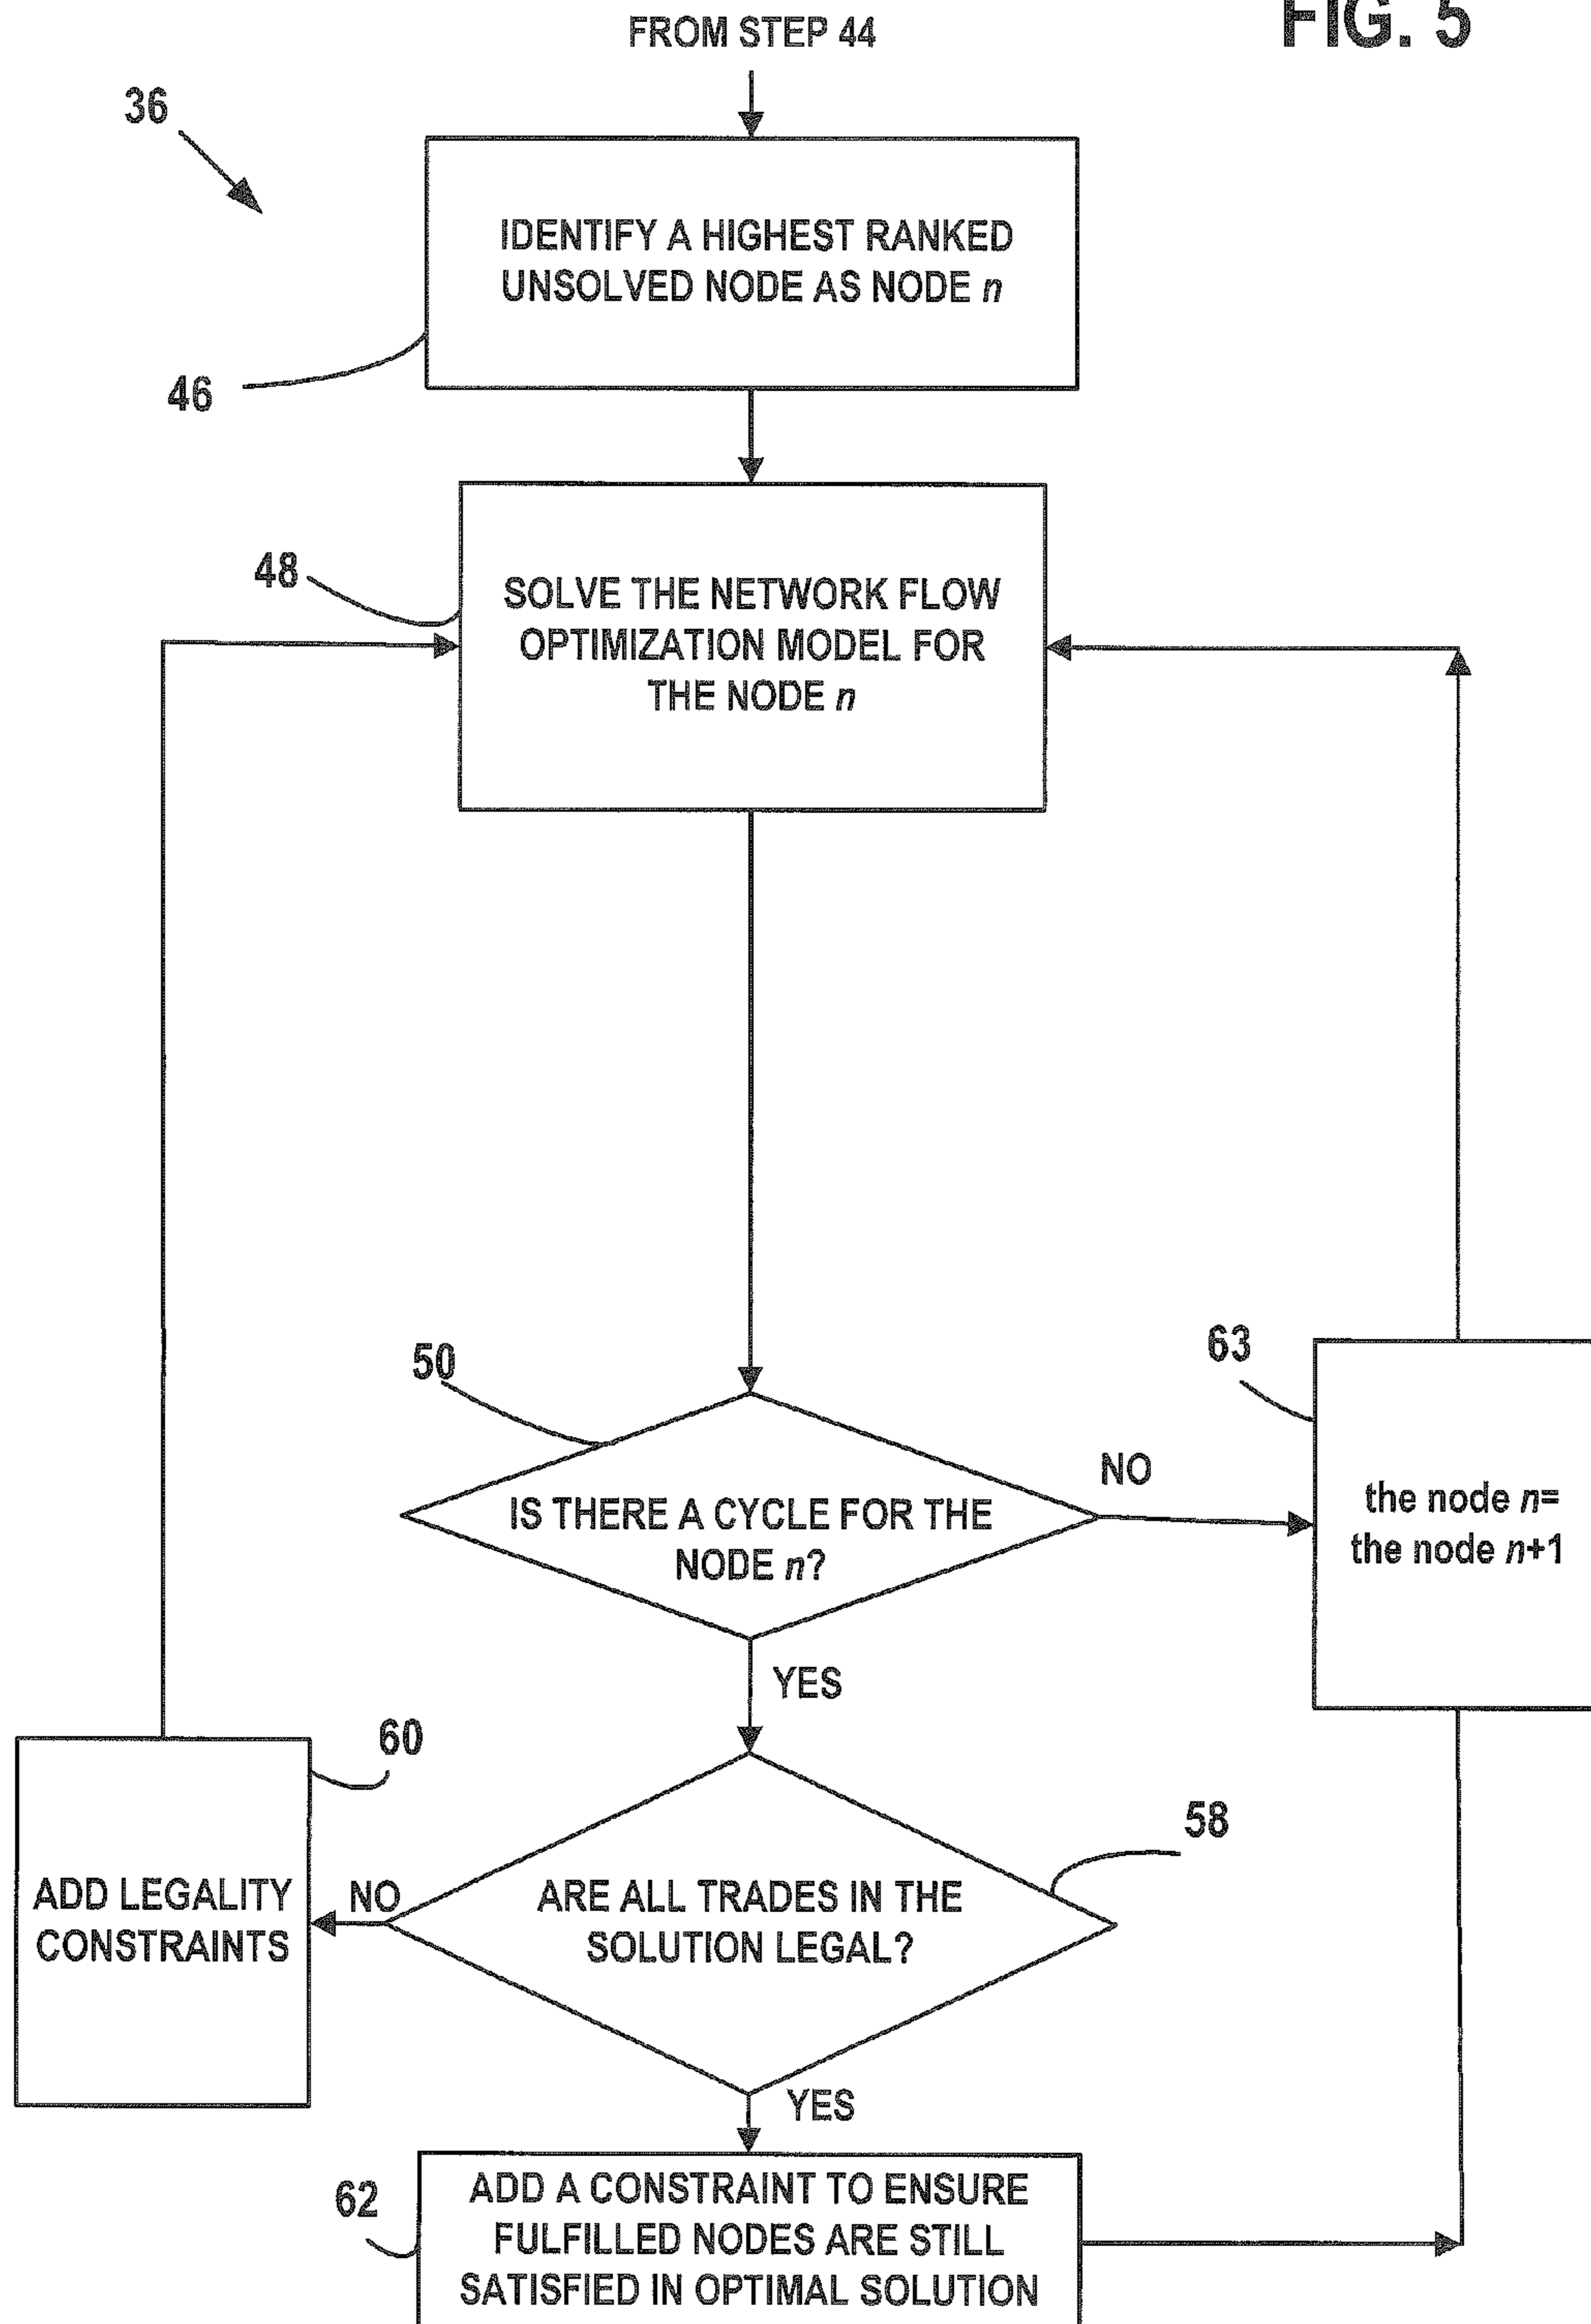 FROM STEP 44
FIG. 5
36
IDENTIFY A HIGHEST RANKED
UNSOLVED NODE AS NODE n
46
48
SOLVE THE NETWORK FLOW
OPTIMIZATION MODEL FOR
THE NODE n
50
IS THERE A CYCLE FOR THE
NODE n?
NO
63
the node n=
the node n+1
YES
60
ADD LEGALITY
CONSTRAINTS
NO
58
ARE ALL TRADES IN THE
SOLUTION LEGAL?
YES
62
ADD A CONSTRAINT TO ENSURE
FULFILLED NODES ARE STILL
SATISFIED IN OPTIMAL SOLUTION